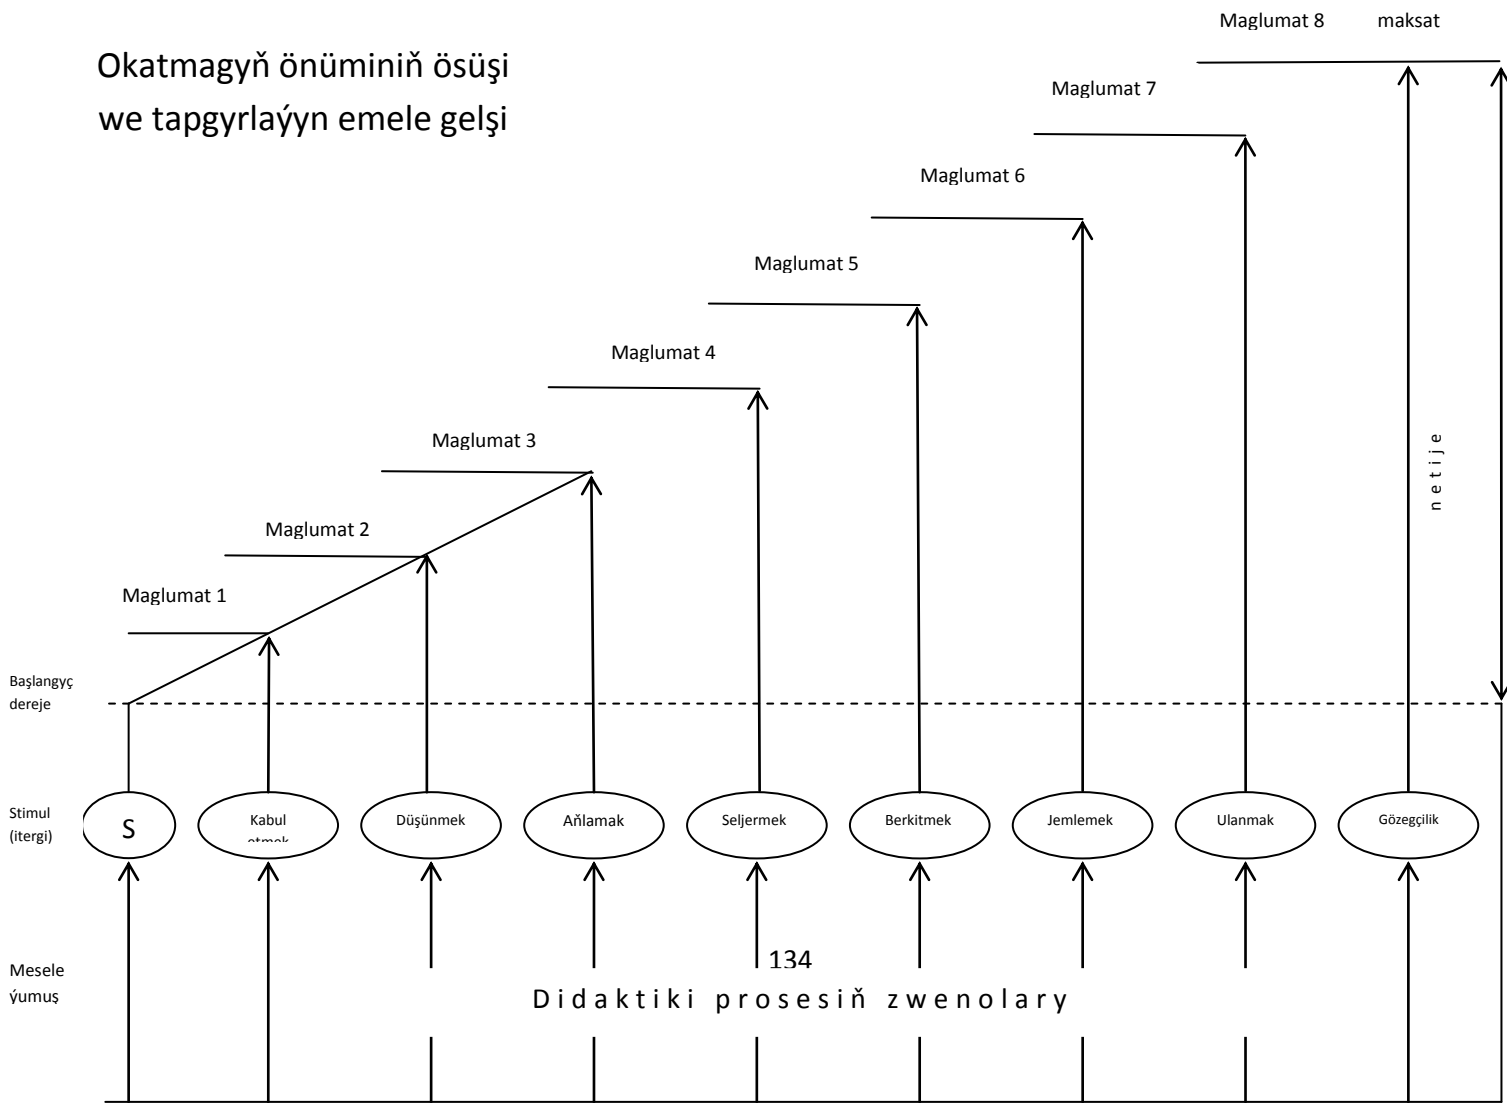 Maglumat 8 maksat
Okatmagyň önüminiň ösüşi
we tapgyrlaýyn emele gelşi
Maglumat 7
Maglumat 6
Maglumat 5
Maglumat 4
Maglumat 3
netije
Maglumat 2
Maglumat 1
Başlangyç
dereje
Stimul
(itergi)
S
Kabul
etmek
Düşünmek
Aňlamak
Seljermek
Berkitmek
Jemlemek
Ulanmak
Gözegçilik
Mesele
ýumuş
134
Didaktiki prosesiň zwenolary